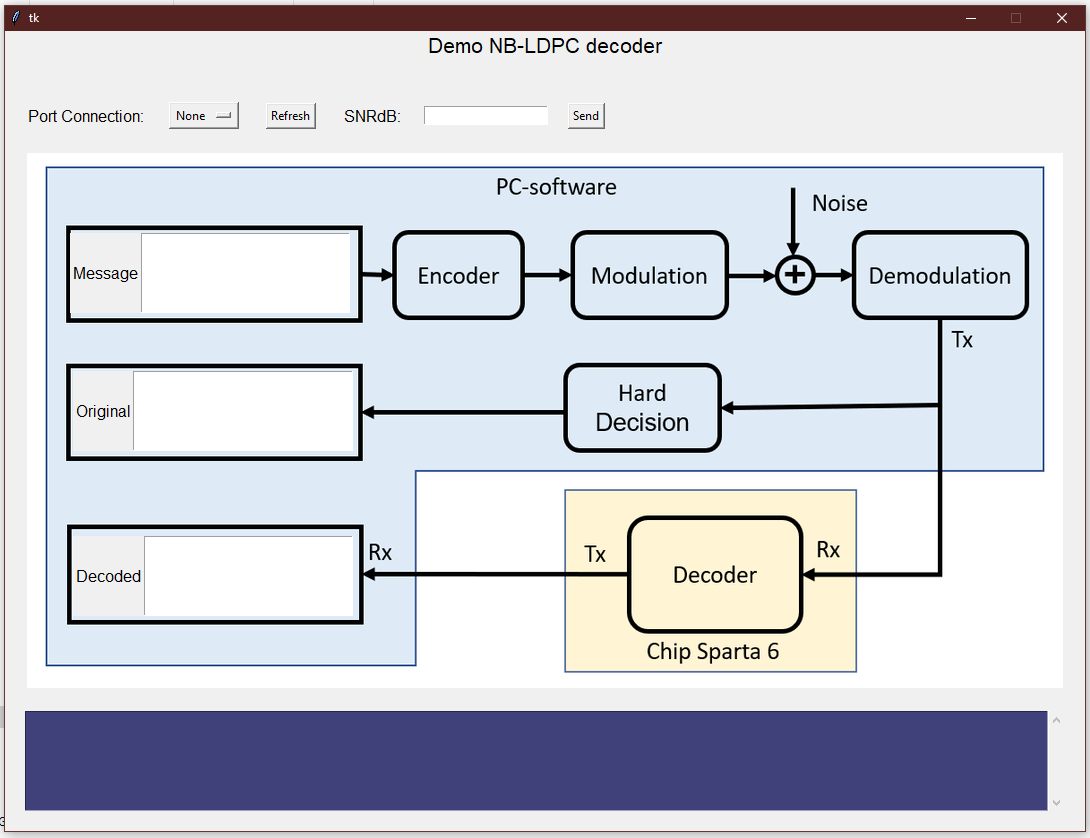 tk
Demo NB-LDPC decoder
Port Connection: None Refresh SNRdB: Send
PC-software
Noise
Message Encoder Modulation + Demodulation
Tx
Original Hard
Decision
Decoded Rx Tx Decoder Rx
Chip Sparta 6